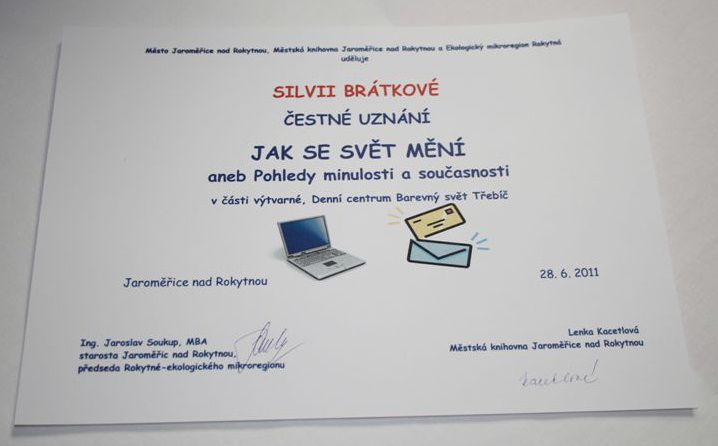 Město Jaroměřice nad Rokytnou, Městská knihovna Jaroměřice nad Rokytnou a Ekologický mikroregion Rokytná
uděluje
SILVII BRÁTKOVÉ
ČESTNÉ UZNÁNÍ
JAK SE SVĚT MĚNÍ
aneb Pohledy minulosti a současnosti
v části výtvarné, Denní centrum Barevný svět Třebíč
Jaroměřice nad Rokytnou
28. 6. 2011
Ing. Jaroslav Soukup, MBA
starosta Jaroměřic nad Rokytnou,
předseda Rokytné-ekologického mikroregionu
Lenka Kacetlová
Městská knihovna Jaroměřice nad Rokytnou